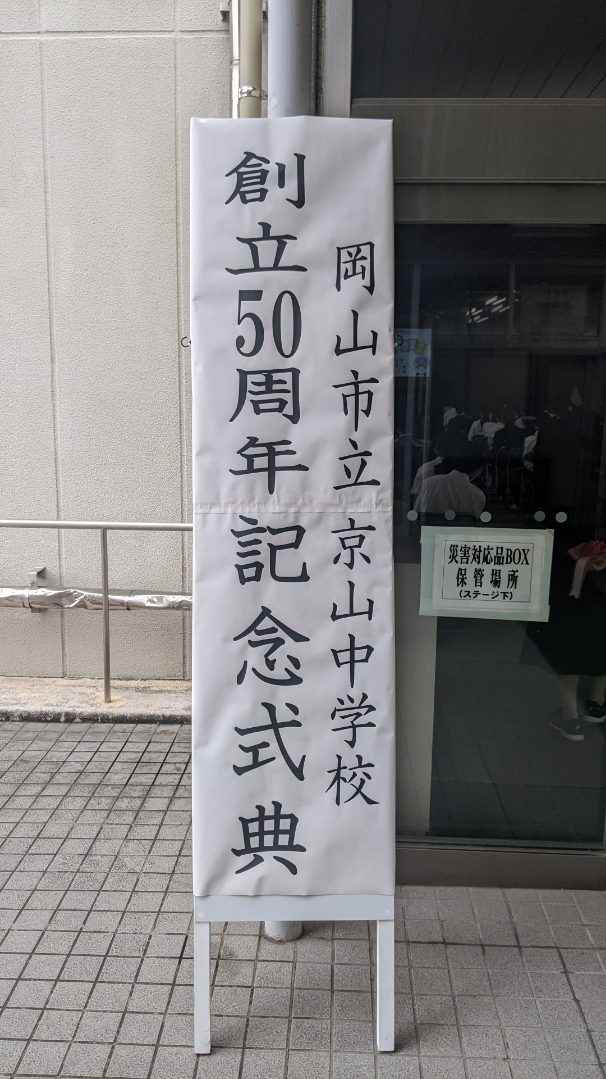 岡山市立京山中学校
創立50周年記念式典
災害対応品BOX
保管場所
(ステージ下)